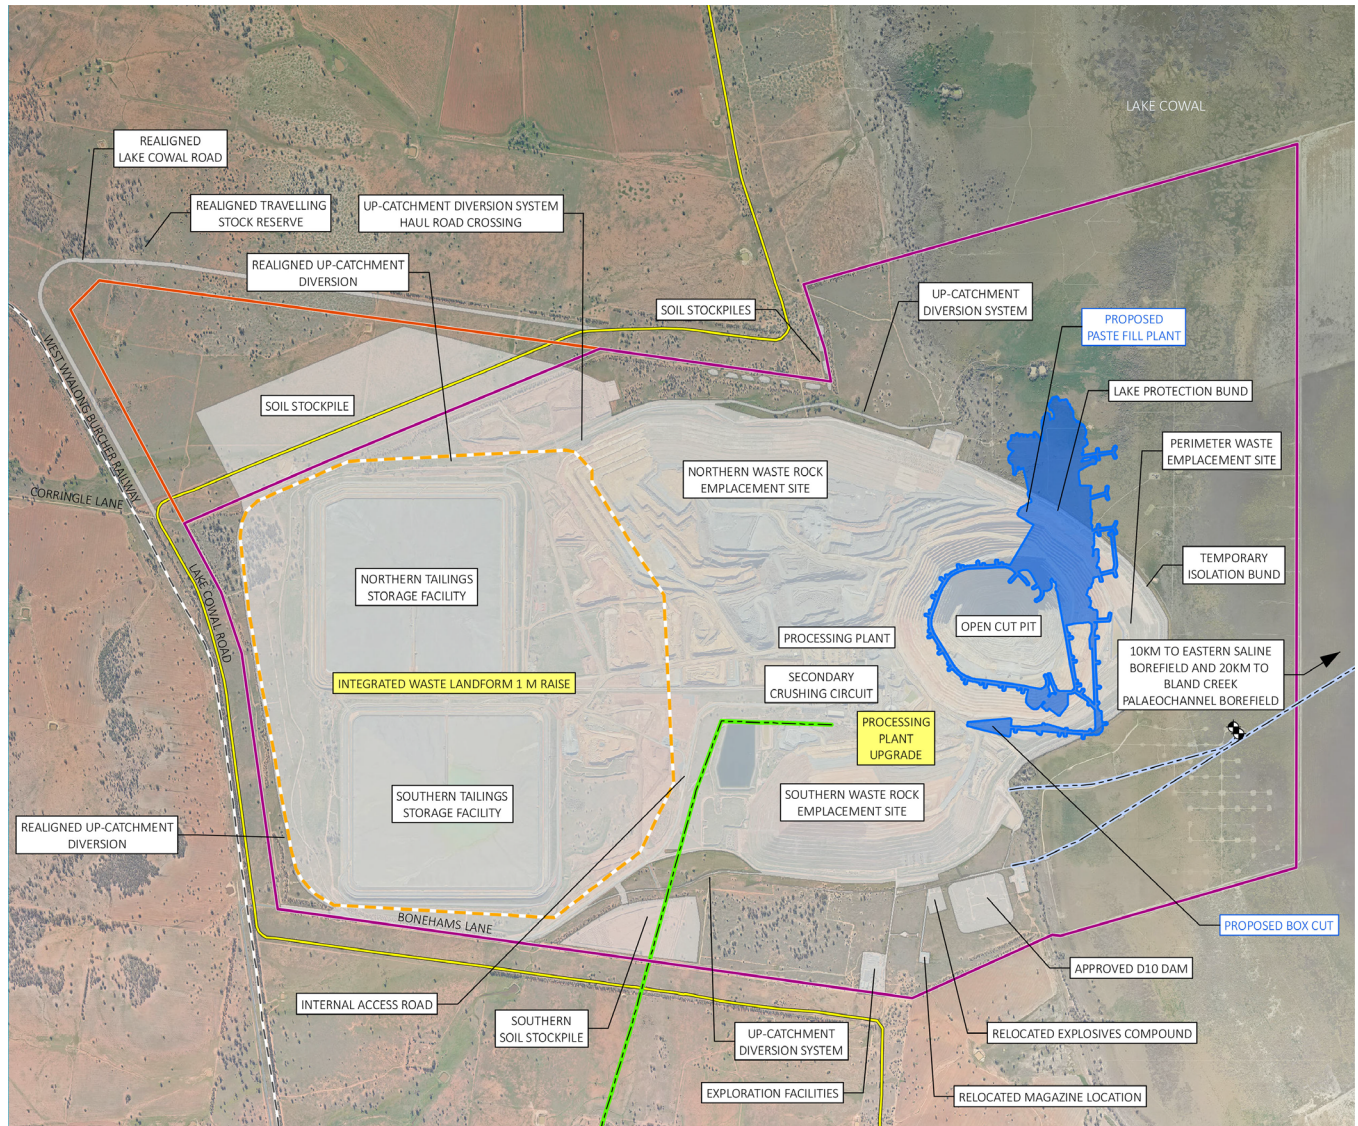 LAKE COWAL
REALIGNED
LAKE COWAL ROAD
REALIGNED TRAVELLING
STOCK RESERVE
UP-CATCHMENT DIVERSION SYSTEM
HAUL ROAD CROSSING
REALIGNED UP-CATCHMENT
DIVERSION
SOIL STOCKPILES
UP-CATCHMENT
DIVERSION SYSTEM
PROPOSED
PASTE FILL PLANT
LAKE PROTECTION BUND
SOIL STOCKPILE
WEST WYALONG BURCHER RAILWAY
CORRINGLE LANE
NORTHERN WASTE ROCK
EMPLACEMENT SITE
PERIMETER WASTE
EMPLACEMENT SITE
TEMPORARY
ISOLATION BUND
LAKE COWAL ROAD
NORTHERN TAILINGS
STORAGE FACILITY
OPEN CUT PIT
PROCESSING PLANT
10KM TO EASTERN SALINE
BOREFIELD AND 20KM TO
BLAND CREEK
PALAEOCHANNEL BOREFIELD
INTEGRATED WASTE LANDFORM 1 M RAISE
SECONDARY
CRUSHING CIRCUIT
PROCESSING
PLANT
UPGRADE
SOUTHERN TAILINGS
STORAGE FACILITY
SOUTHERN WASTE ROCK
EMPLACEMENT SITE
REALIGNED UP-CATCHMENT
DIVERSION
BONEHAMS LANE
PROPOSED BOX CUT
APPROVED D10 DAM
INTERNAL ACCESS ROAD
SOUTHERN
SOIL STOCKPILE
UP-CATCHMENT
DIVERSION SYSTEM
RELOCATED EXPLOSIVES COMPOUND
EXPLORATION FACILITIES
RELOCATED MAGAZINE LOCATION